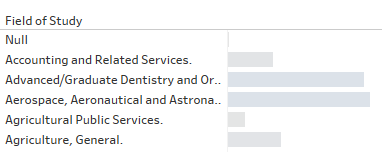 Field of Study
Null
Accounting and Related Services.
Advanced/Graduate Dentistry and Or..
Aerospace, Aeronautical and Astrona..
Agricultural Public Services.
Agriculture, General.